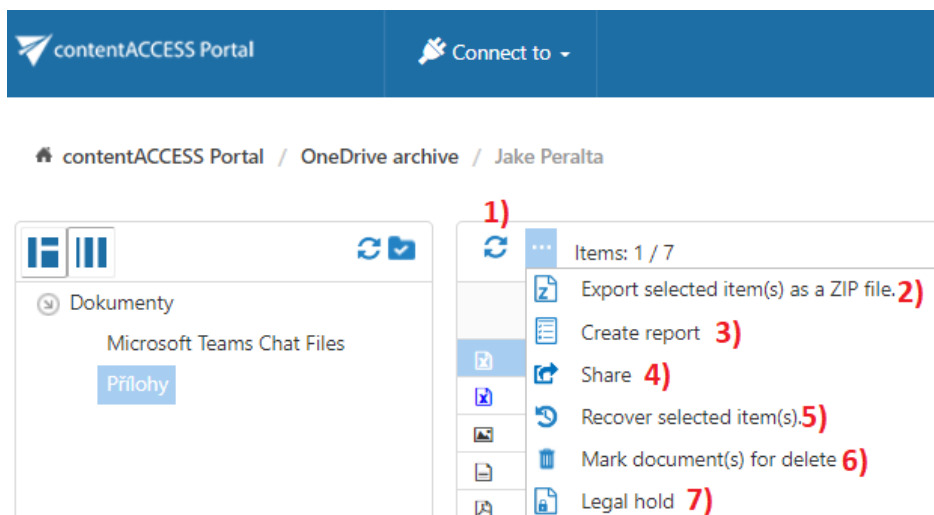 contentACCESS Portal
Connect to
contentACCESS Portal / OneDrive archive / Jake Peralta
1)
Items: 1 / 7
Dokumenty
Microsoft Teams Chat Files
Přílohy
Export selected item(s) as a ZIP file. 2)
Create report 3)
Share 4)
Recover selected item(s). 5)
Mark document(s) for delete 6)
Legal hold 7)